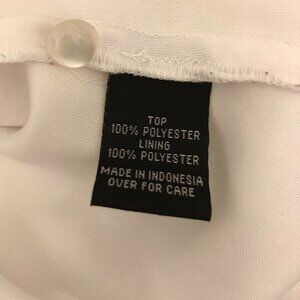 TOP
100% POLYESTER
LINING
100% POLYESTER
MADE IN INDONESIA
OVER FOR CARE